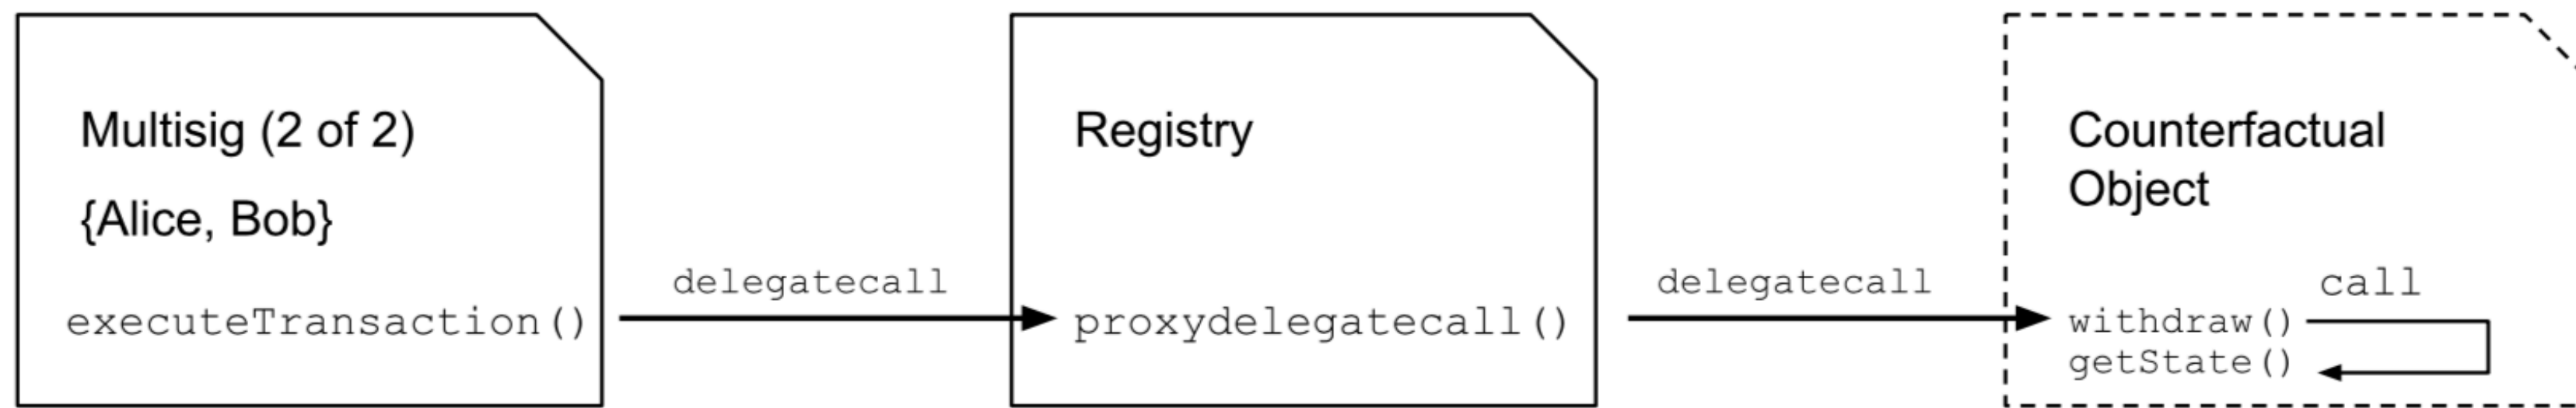 Multisig (2 of 2)
{Alice, Bob}
executeTransaction()
delegatecall
Registry
proxydelegatecall()
delegatecall
Counterfactual
Object
call
withdraw()
getState()